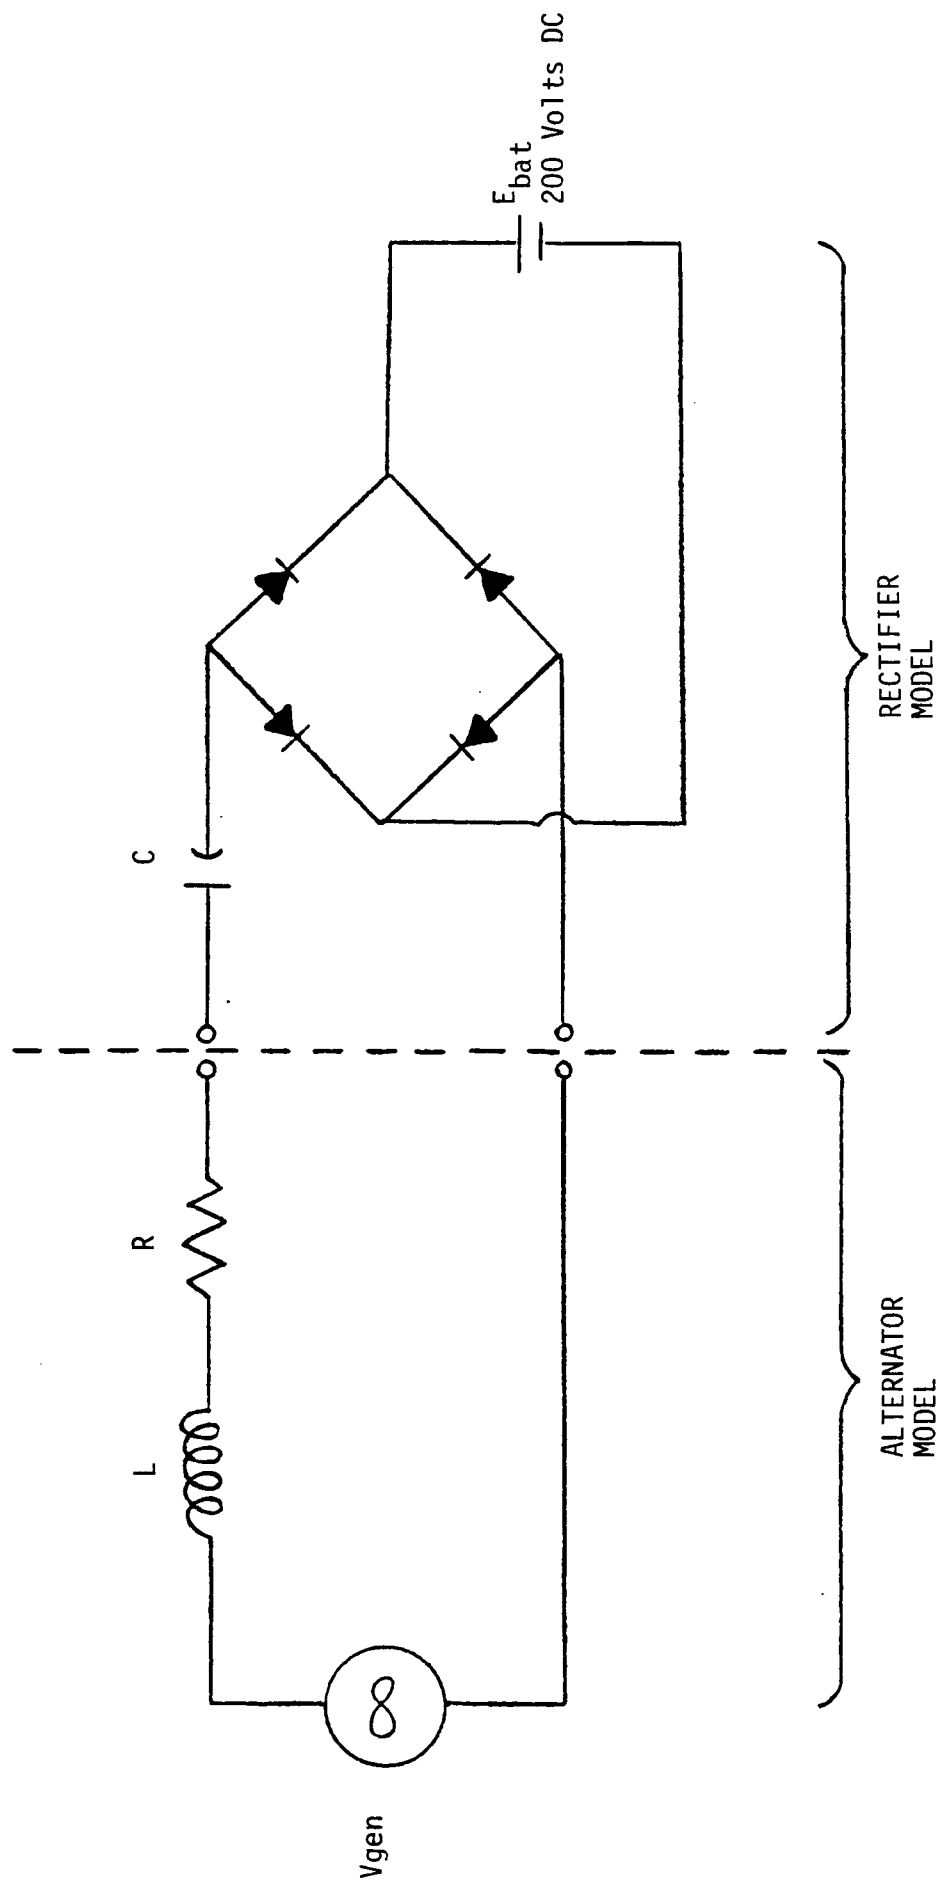 Vgen
L
R
C
E_bat
200 Volts DC
ALTERNATOR
MODEL
RECTIFIER
MODEL